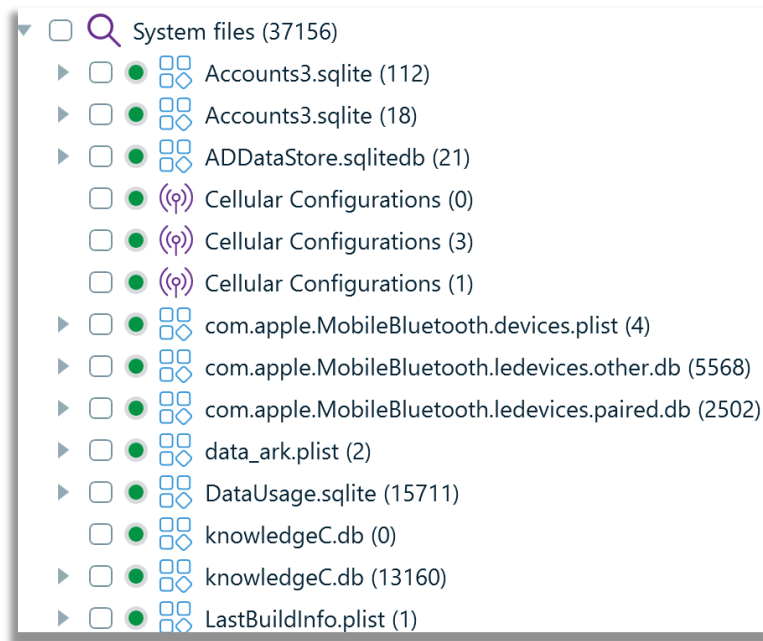 System files (37156)
Accounts3.sqlite (112)
Accounts3.sqlite (18)
ADDataStore.sqlitedb (21)
Cellular Configurations (0)
Cellular Configurations (3)
Cellular Configurations (1)
com.apple.MobileBluetooth.devices.plist (4)
com.apple.MobileBluetooth.ledevices.other.db (5568)
com.apple.MobileBluetooth.ledevices.paired.db (2502)
data_ark.plist (2)
DataUsage.sqlite (15711)
knowledgeC.db (0)
knowledgeC.db (13160)
LastBuildInfo.plist (1)